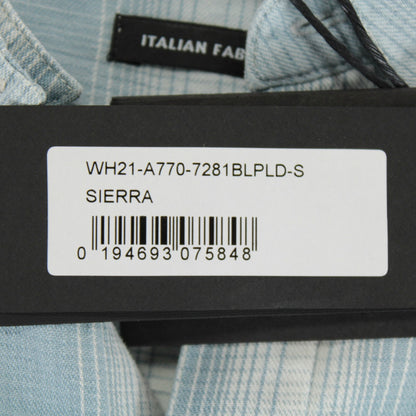 ITALIAN FAB
WH21-A770-7281BLPLD-S
SIERRA
0 194693 075848